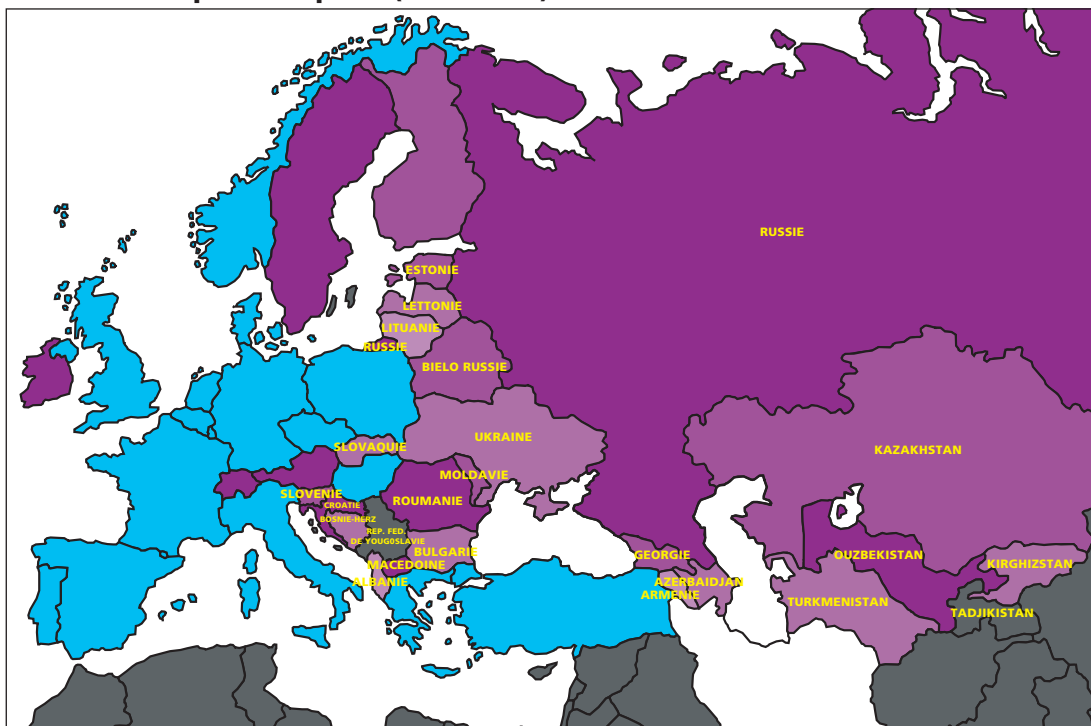 RUSSIE
ESTONIE
LETTONIE
LITUANIE
RUSSIE
BIELO RUSSIE
UKRAINE
SLOVAQUIE
KAZAKHSTAN
MOLDAVIE
SLOVENIE
ROUMANIE
CROATIE
BOSNIE-HERZ
REP. FED.
DE YOUGOSLAVIE
BULGARIE
GEORGIE
OUZBEKISTAN
KIRGHIZSTAN
MACEDOINE
ALBANIE
AZERBAIDJAN
ARMENIE
TURKMENISTAN
TADJIKISTAN